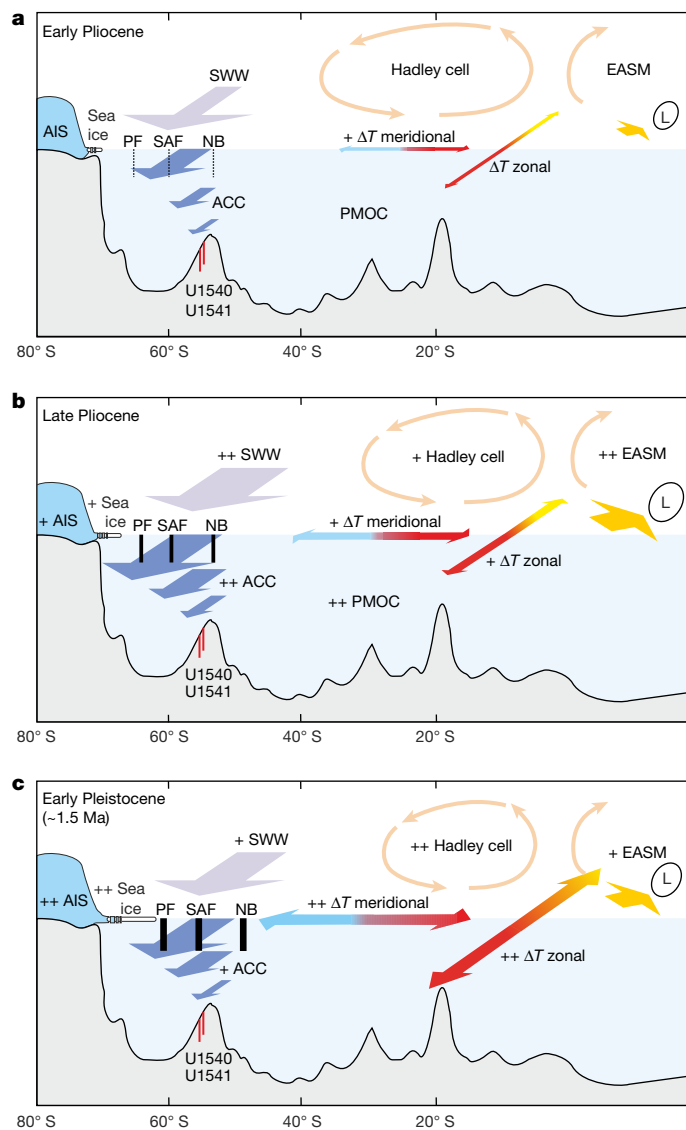 a
Early Pliocene
SWW
Hadley cell
EASM
L
AIS
Sea
ice
PF SAF NB
+ ΔT meridional
ΔT zonal
ACC
PMOC
U1540
U1541
80° S 60° S 40° S 20° S
b
Late Pliocene
++ SWW
+ Hadley cell
++ EASM
L
+ AIS
+ Sea
ice
PF SAF NB
+ ΔT meridional
+ ΔT zonal
++ ACC
++ PMOC
U1540
U1541
80° S 60° S 40° S 20° S
c
Early Pleistocene
(~1.5 Ma)
+ SWW
++ Hadley cell
+ EASM
L
++ AIS
++ Sea
ice
PF SAF NB
++ ΔT meridional
++ ΔT zonal
+ ACC
U1540
U1541
80° S 60° S 40° S 20° S